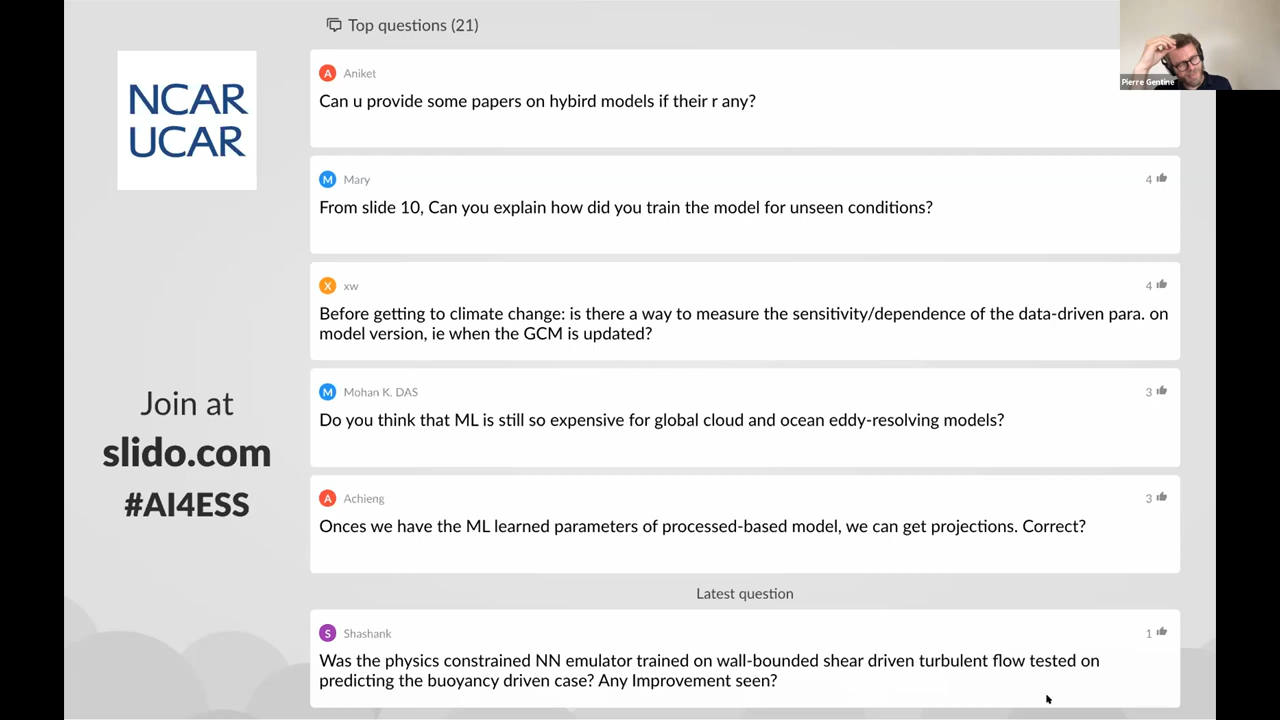 Top questions (21)
Pierre Gentine
NCAR
UCAR
A Aniket
Can u provide some papers on hybird models if their r any?
M Mary 4
From slide 10, Can you explain how did you train the model for unseen conditions?
X xw 4
Before getting to climate change: is there a way to measure the sensitivity/dependence of the data-driven para. on
model version, ie when the GCM is updated?
M Mohan K. DAS 3
Do you think that ML is still so expensive for global cloud and ocean eddy-resolving models?
Join at
slido.com
#AI4ESS
A Achieng 3
Onces we have the ML learned parameters of processed-based model, we can get projections. Correct?
Latest question
S Shashank 1
Was the physics constrained NN emulator trained on wall-bounded shear driven turbulent flow tested on
predicting the buoyancy driven case? Any Improvement seen?